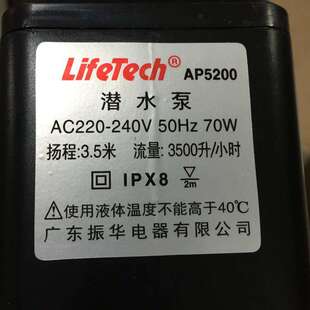 LifeTech® AP5200
潜水泵
AC220-240V 50Hz 70W
扬程:3.5米 流量:3500升/小时
IPX8 2m
使用液体温度不能高于40℃
广东振华电器有限公司